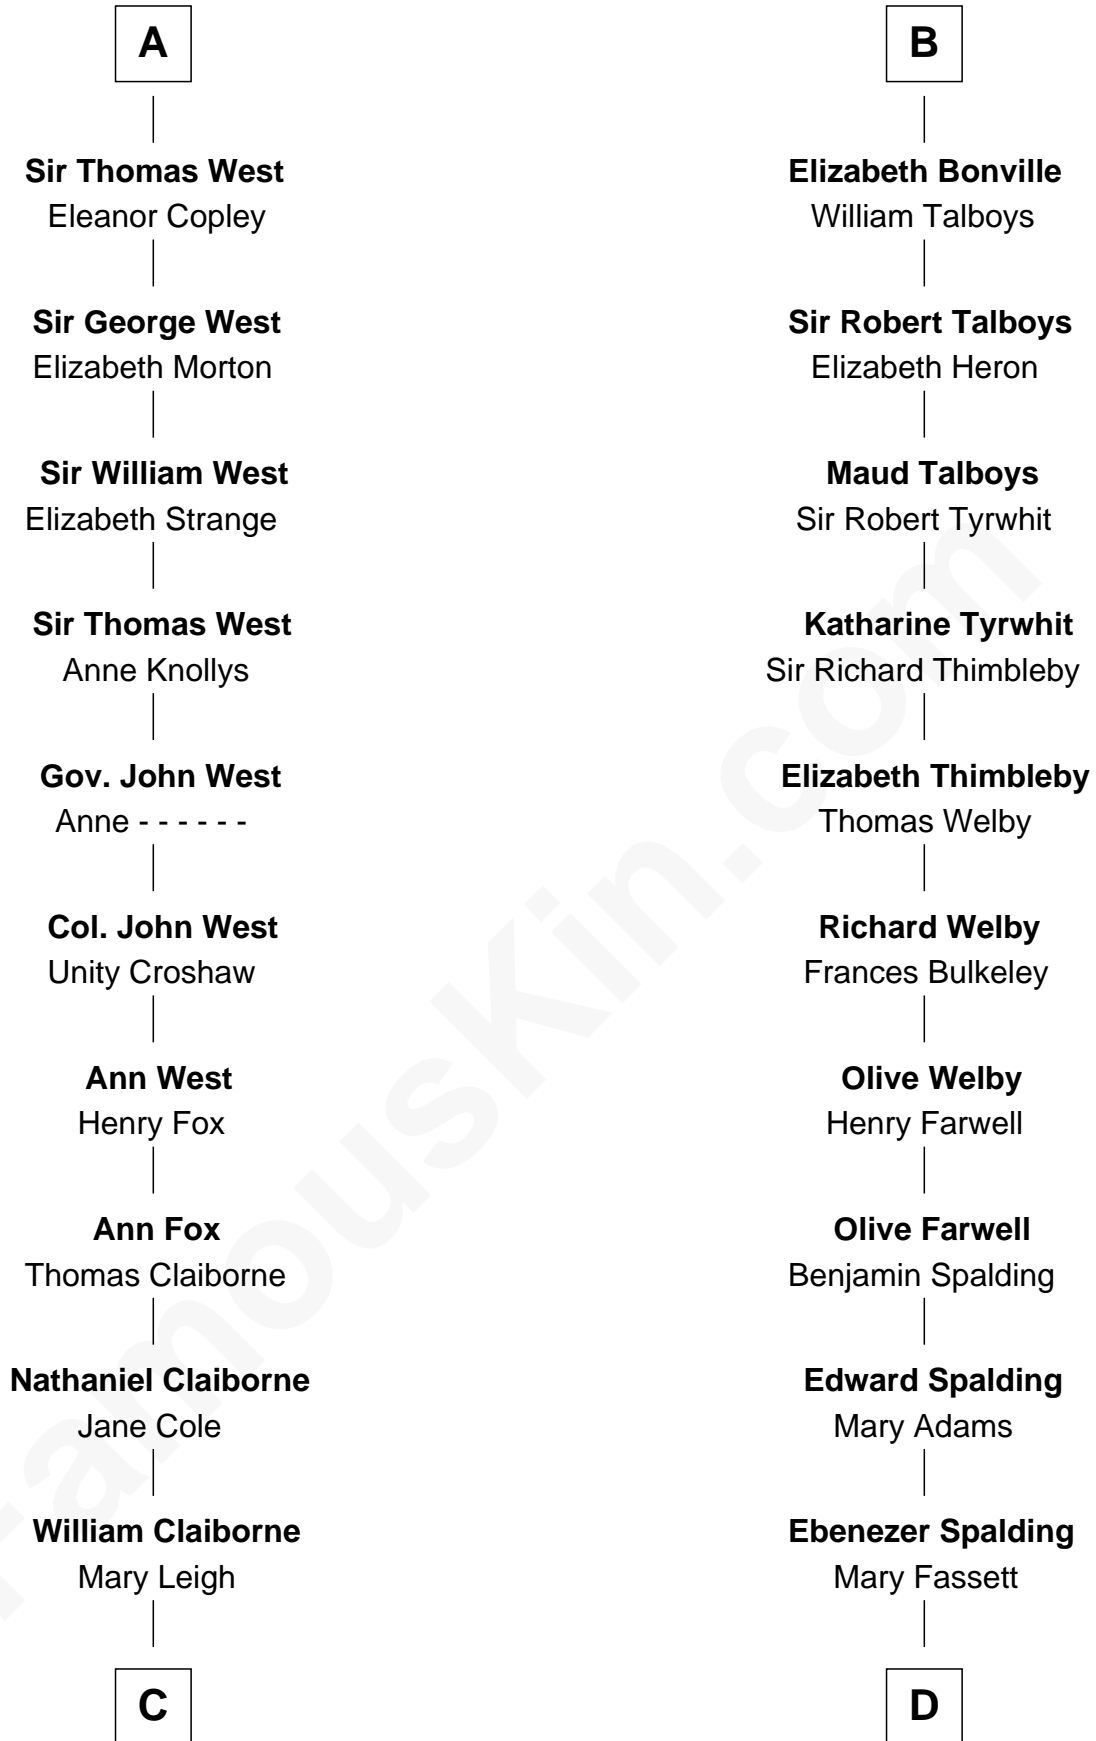 A
Sir Thomas West
Eleanor Copley
Sir George West
Elizabeth Morton
Sir William West
Elizabeth Strange
Sir Thomas West
Anne Knollys
Gov. John West
Anne - - - - - -
Col. John West
Unity Croshaw
Ann West
Henry Fox
Ann Fox
Thomas Claiborne
Nathaniel Claiborne
Jane Cole
William Claiborne
Mary Leigh
C
B
Elizabeth Bonville
William Talboys
Sir Robert Talboys
Elizabeth Heron
Maud Talboys
Sir Robert Tyrwhit
Katharine Tyrwhit
Sir Richard Thimbleby
Elizabeth Thimbleby
Thomas Welby
Richard Welby
Frances Bulkeley
Olive Welby
Henry Farwell
Olive Farwell
Benjamin Spalding
Edward Spalding
Mary Adams
Ebenezer Spalding
Mary Fassett
D
FamousKin.com